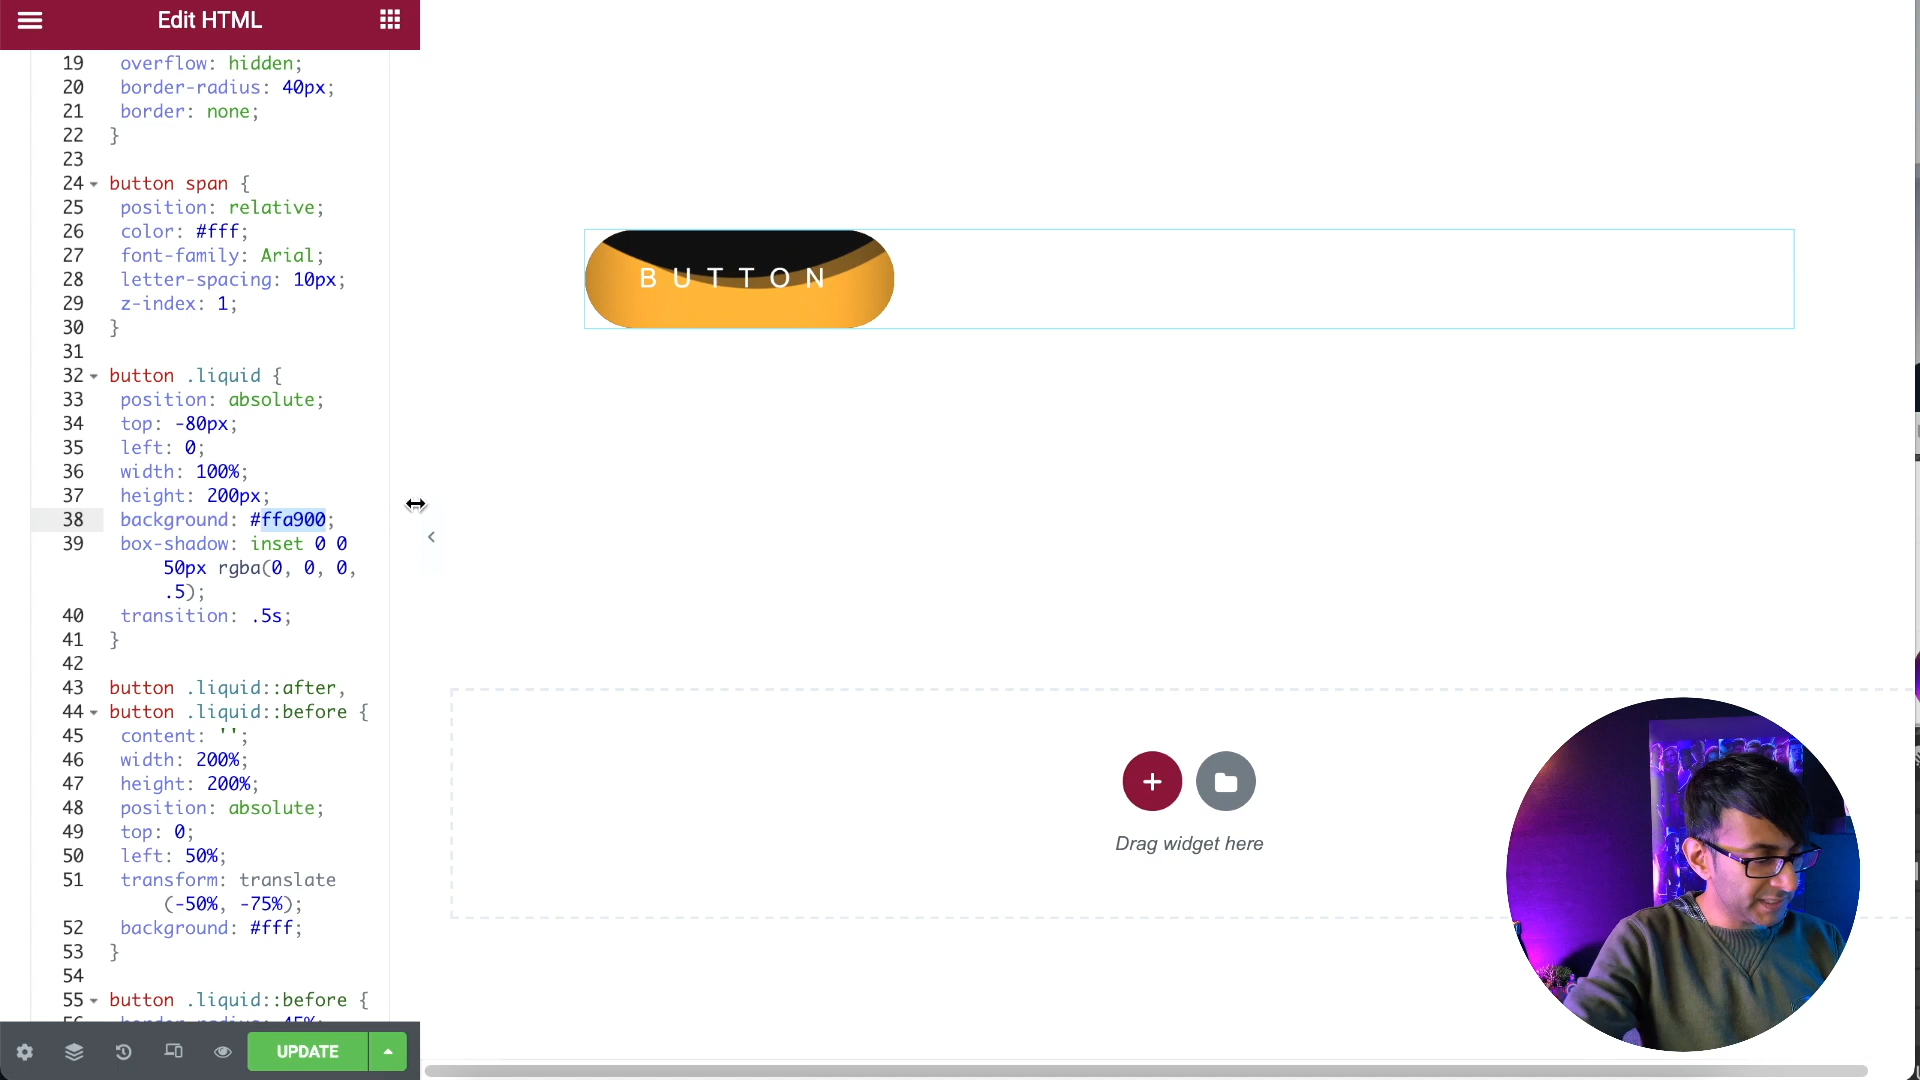 Edit HTML
19 overflow: hidden;
20 border-radius: 40px;
21 border: none;
22 }
23
24 button span {
25 position: relative;
26 color: #fff;
27 font-family: Arial;
28 letter-spacing: 10px;
29 z-index: 1;
30 }
31
32 button .liquid {
33 position: absolute;
34 top: -80px;
35 left: 0;
36 width: 100%;
37 height: 200px;
38 background: #ffa900;
39 box-shadow: inset 0 0
50px rgba(0, 0, 0,
.5);
40 transition: .5s;
41 }
42
43 button .liquid::after,
44 button .liquid::before {
45 content: '';
46 width: 200%;
47 height: 200%;
48 position: absolute;
49 top: 0;
50 left: 50%;
51 transform: translate
(-50%, -75%);
52 background: #fff;
53 }
54
55 button .liquid::before {
56 border-radius: 45%;
UPDATE
BUTTON
Drag widget here